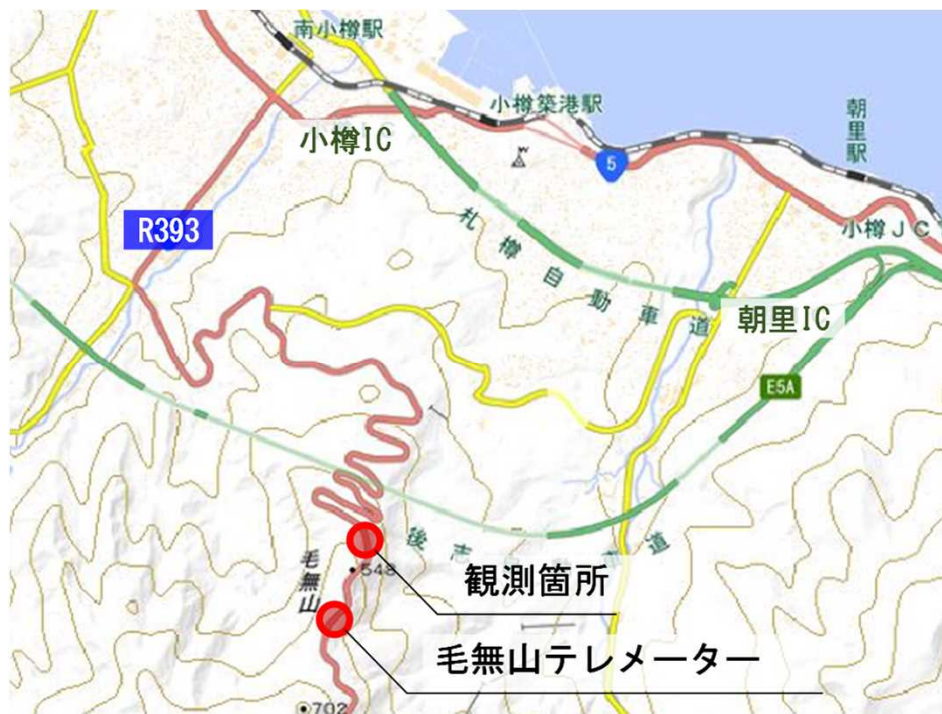 南小樽駅
小樽築港駅
朝里駅
小樽IC
5
R393
小樽JC
札樽自動車道
朝里IC
E5A
後志
道
観測箇所
548
毛無山
毛無山テレメーター
702